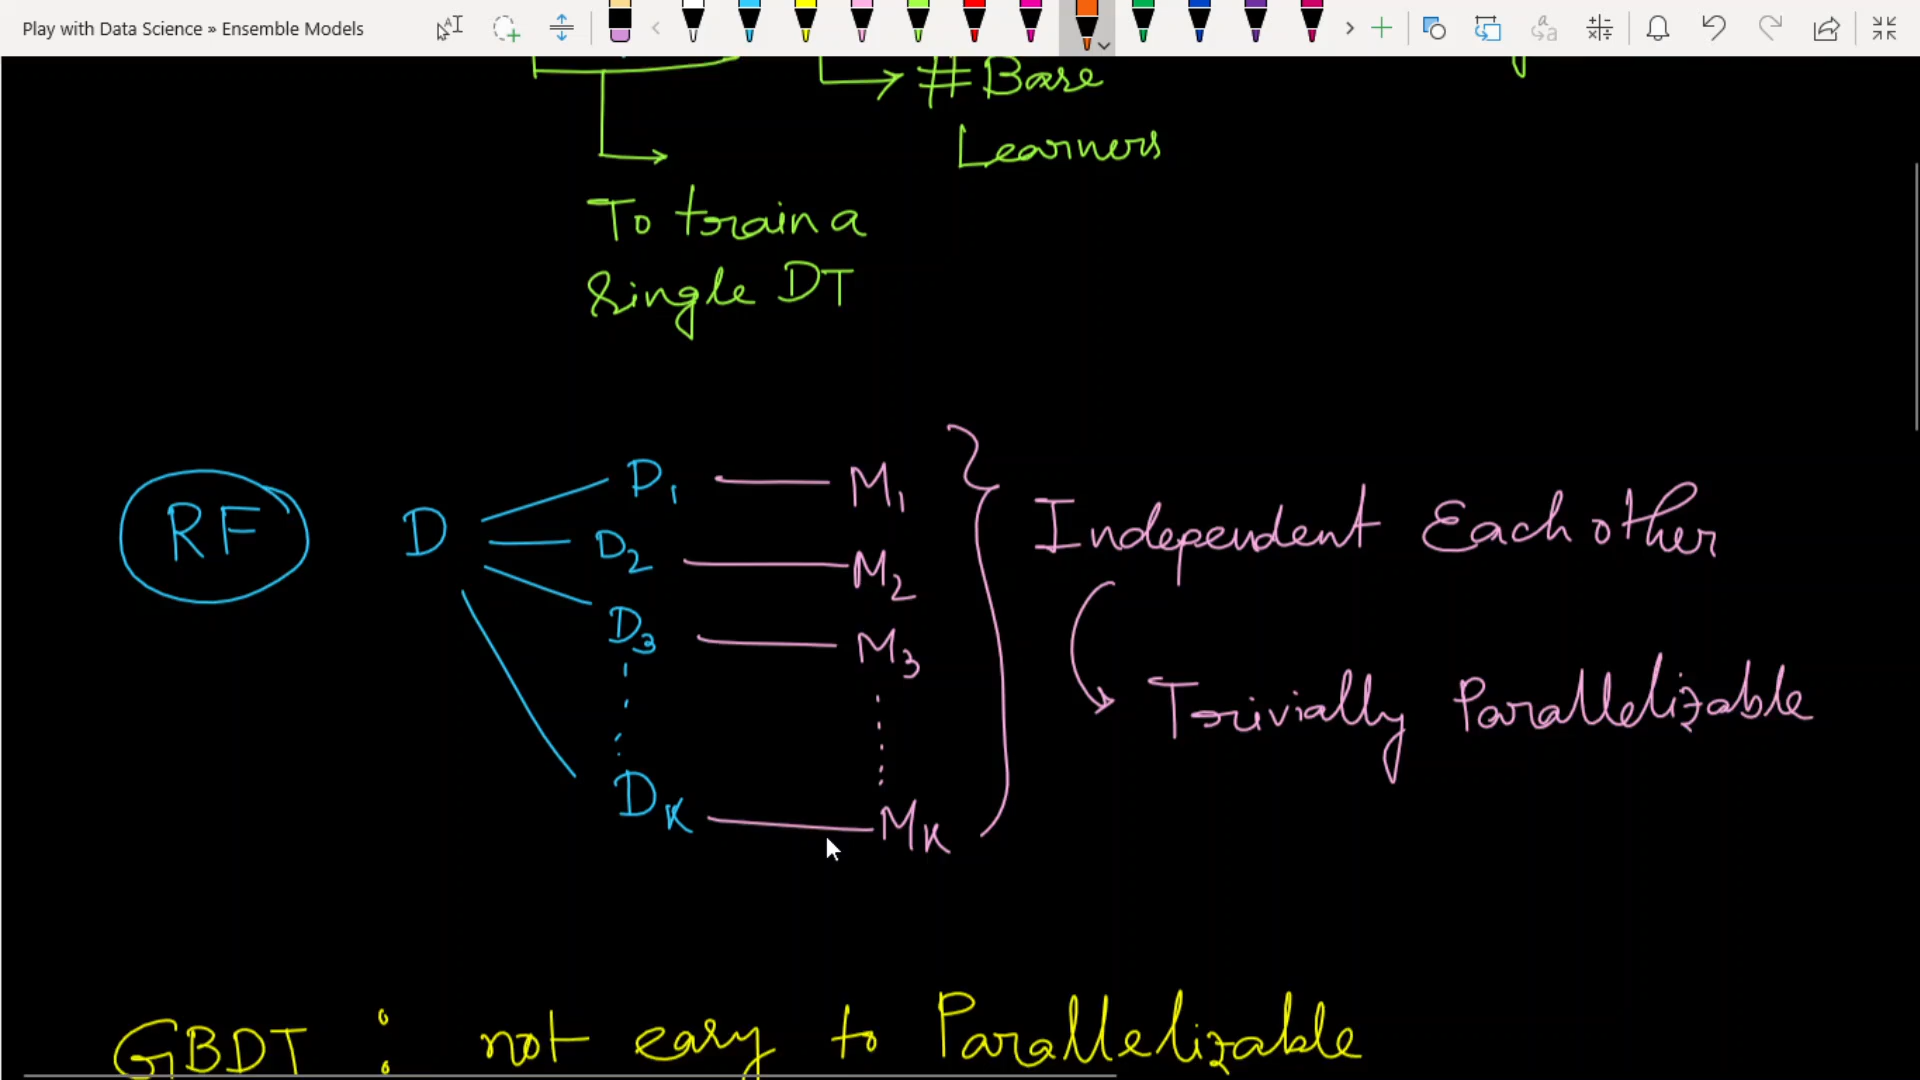 Play with Data Science » Ensemble Models
# Base
Learners
To train a
Single DT
RF D D1 M1
D2 M2
D3 M3
DK MK
Independent Each other
Trivially Parallelizable
GBDT : not easy to Parallelizable